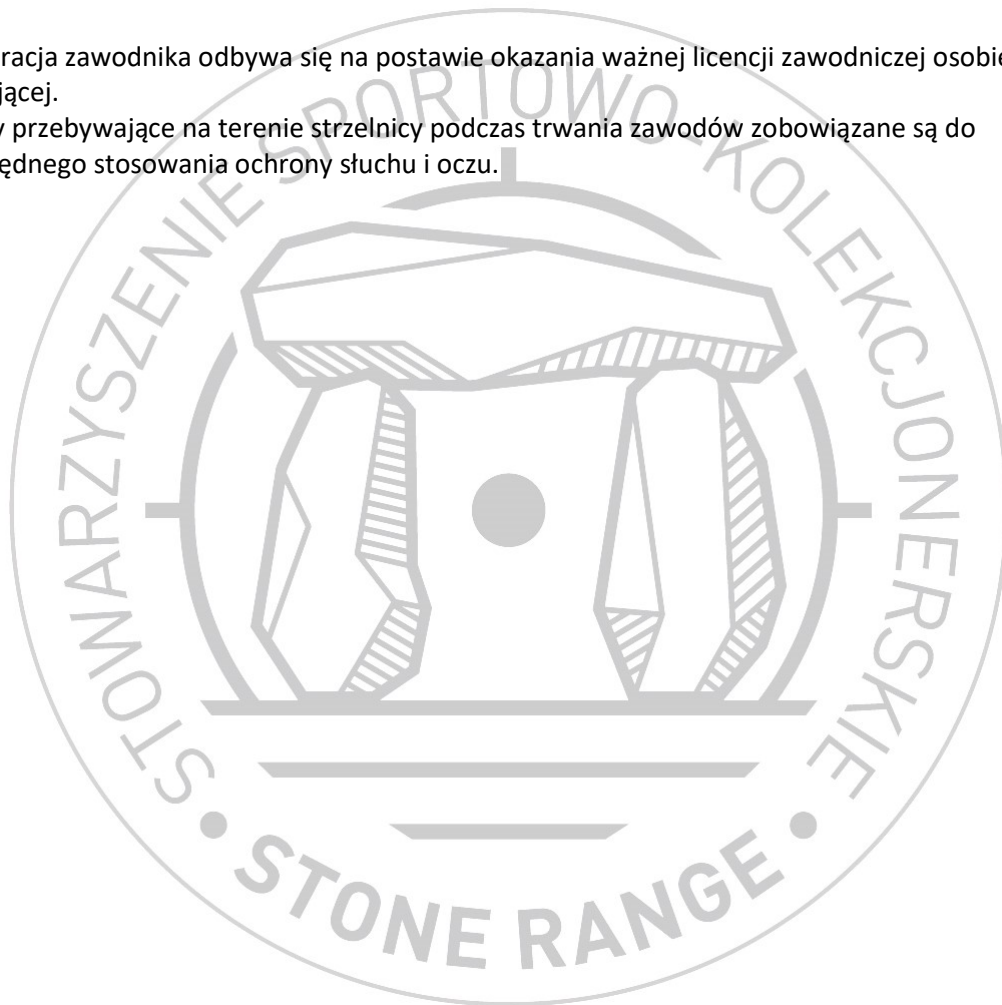 racja zawodnika odbywa się na postawie okazania ważnej licencji zawodniczej osobie
jącej.
y przebywające na terenie strzelnicy podczas trwania zawodów zobowiązane są do
ędnego stosowania ochrony słuchu i oczu.
STOWARZYSZENIE SPORTOWO-KOLEKCJONERSKIE
• STONE RANGE •